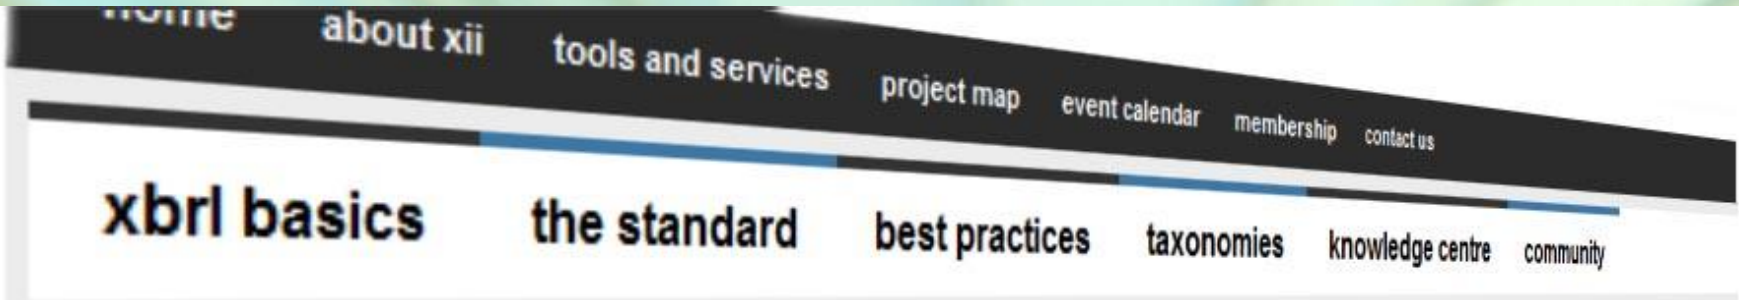 home about xii tools and services project map event calendar membership contact us
xbrl basics the standard best practices taxonomies knowledge centre community